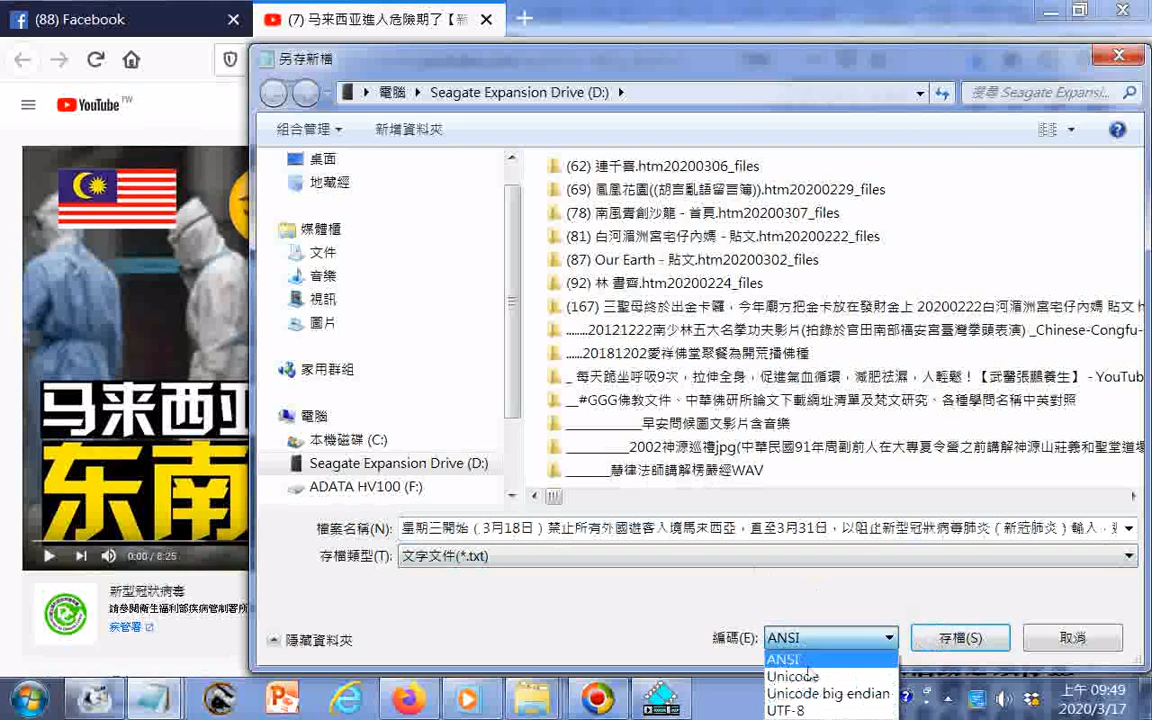 (88) Facebook
(7) 马来西亚進人危險期了【新
另存新檔
電腦
Seagate Expansion Drive (D:)
搜尋 Seagate Expansi...
YouTube TW
組合管理
新增資料夾
桌面
地藏經
媒體櫃
文件
音樂
視訊
圖片
家用群組
電腦
本機磁碟 (C:)
Seagate Expansion Drive (D:)
ADATA HV100 (F:)
(62) 連千喜.htm20200306_files
(69) 鳳凰花園((胡言亂語留言簿)).htm20200229_files
(78) 南風青創沙龍 - 首頁.htm20200307_files
(81) 白河湄洲宮宅仔內媽 - 貼文.htm20200222_files
(87) Our Earth - 貼文.htm20200302_files
(92) 林 書齊.htm20200224_files
(167) 三聖母終於出金卡囉，今年廟方把金卡放在發財金上 20200222白河湄洲宮宅仔內媽 貼文 h
........20121222南少林五大名拳功夫影片(拍錄於官田南部福安宮臺灣拳頭表演) _Chinese-Congfu-
......20181202愛祥佛堂聚餐為開荒播佛種
_ 每天跪坐呼吸9次，拉伸全身，促進氣血循環，減肥祛濕，人輕鬆！【武醫張鵬養生】 - YouTub
__#GGG佛教文件、中華佛研所論文下載網址清單及梵文研究、各種學問名稱中英對照
___________早安問候圖文影片含音樂
_________2002神源巡禮jpg(中華民國91年周副前人在大專夏令營之前講解神源山莊義和聖堂道場
______慧律法師講解楞嚴經WAV
马来西亚
东南
0:00 / 8:25
新型冠狀病毒
請參閱衛生福利部疾病管制署所
疾管署
檔案名稱(N):
星期三開始（3月18日）禁止所有外國遊客入境馬來西亞，直至3月31日，以阻止新型冠狀病毒肺炎（新冠肺炎）輸入，
存檔類型(T):
文字文件(*.txt)
隱藏資料夾
編碼(E):
ANSI
存檔(S)
取消
ANSI
Unicode
Unicode big endian
UTF-8
上午 09:49
2020/3/17